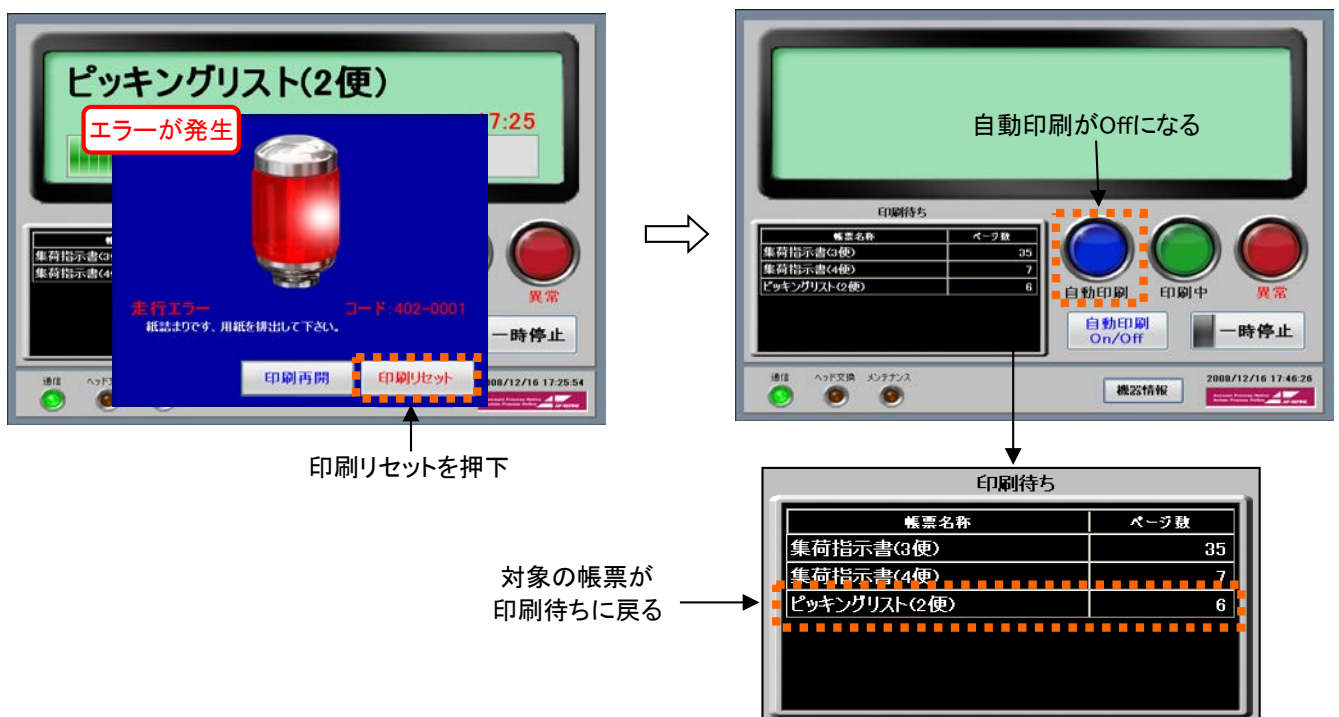 ピッキングリスト(2便)
エラーが発生
7:25
走行エラー
コード:402-0001
紙詰まりです、用紙を排出して下さい。
印刷再開
印刷リセット
集荷指示書(3
集荷指示書(4
異常
一時停止
通信
08/12/16 17:25:54
印刷リセットを押下
自動印刷がOffになる
印刷待ち
帳票名称
ページ数
集荷指示書(3便)
35
集荷指示書(4便)
7
ピッキングリスト(2便)
6
自動印刷
印刷中
異常
自動印刷
On/Off
一時停止
通信
ヘッド交換
メンテナンス
機器情報
2008/12/16 17:46:26
印刷待ち
帳票名称
ページ数
集荷指示書(3便)
35
集荷指示書(4便)
7
ピッキングリスト(2便)
6
対象の帳票が
印刷待ちに戻る